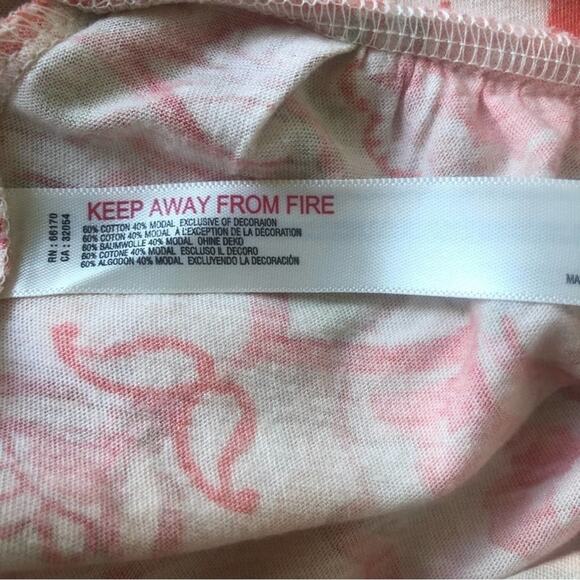 RN : 66170
CA : 32054
KEEP AWAY FROM FIRE
60% COTTON 40% MODAL EXCLUSIVE OF DECORAION
60% COTON 40% MODAL A L'EXCEPTION DE LA DÉCORATION
60% BAUMWOLLE 40% MODAL OHINE DEKO
60% COTONE 40% MODAL ESCLUSO IL DECORO
60% ALGODON 40% MODAL EXCLUYENDO LA DECORACIÓN
MA